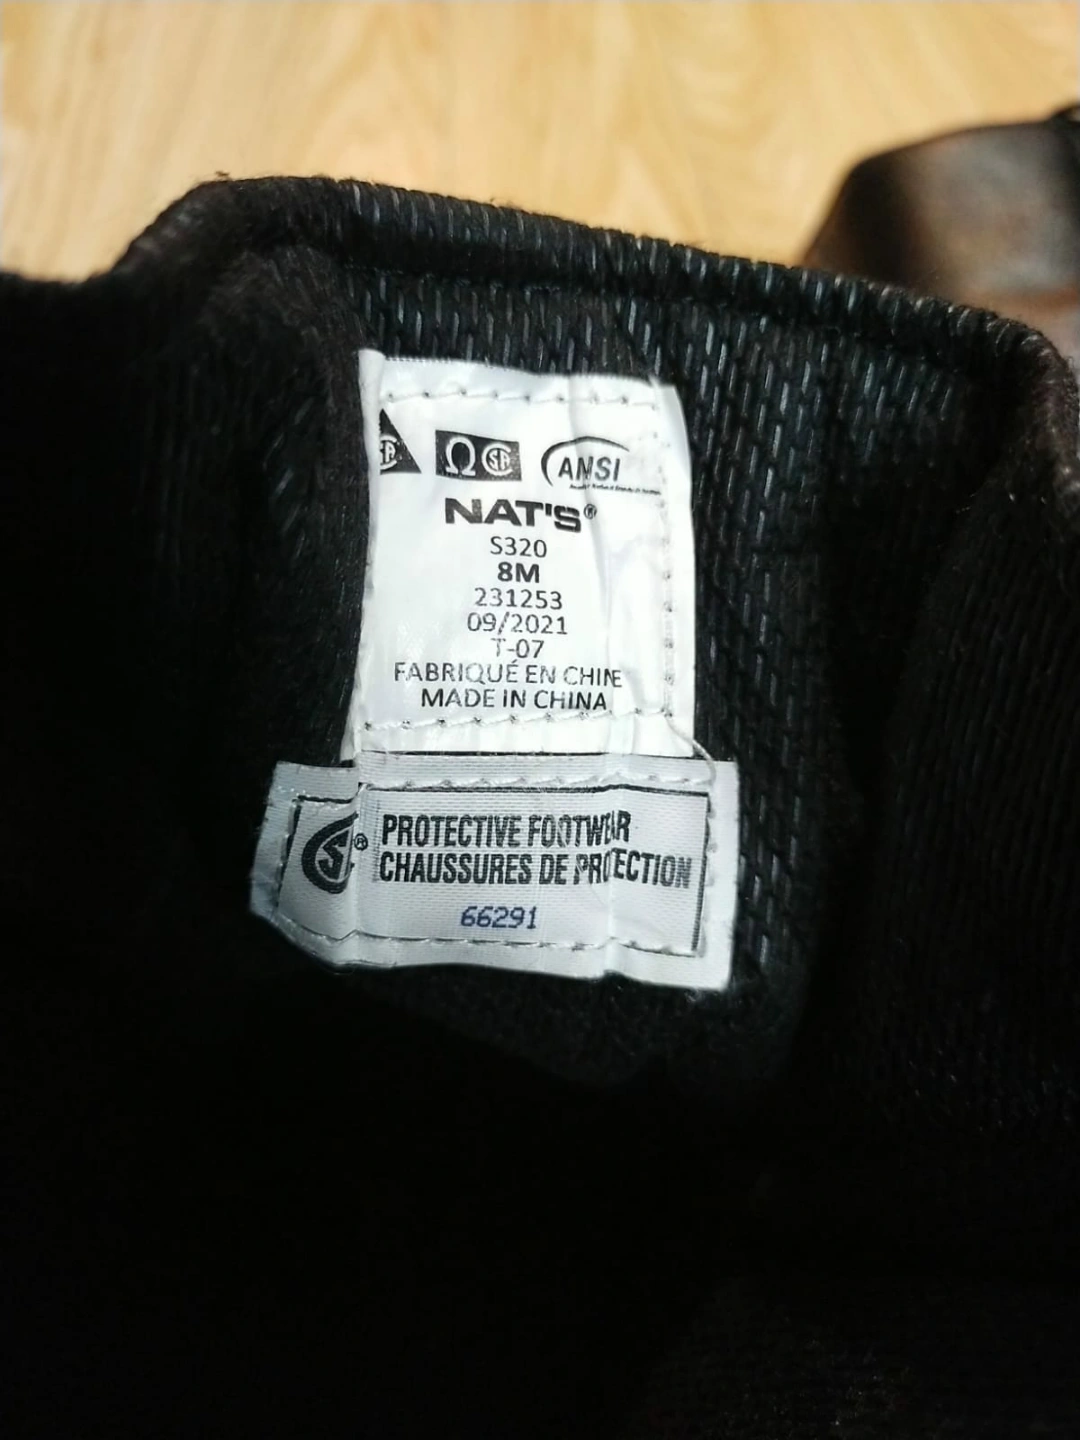 Ω
ANSI
NAT'S®
S320
8M
231253
09/2021
T-07
FABRIQUÉ EN CHINE
MADE IN CHINA
® PROTECTIVE FOOTWEAR
CHAUSSURES DE PROTECTION
66291